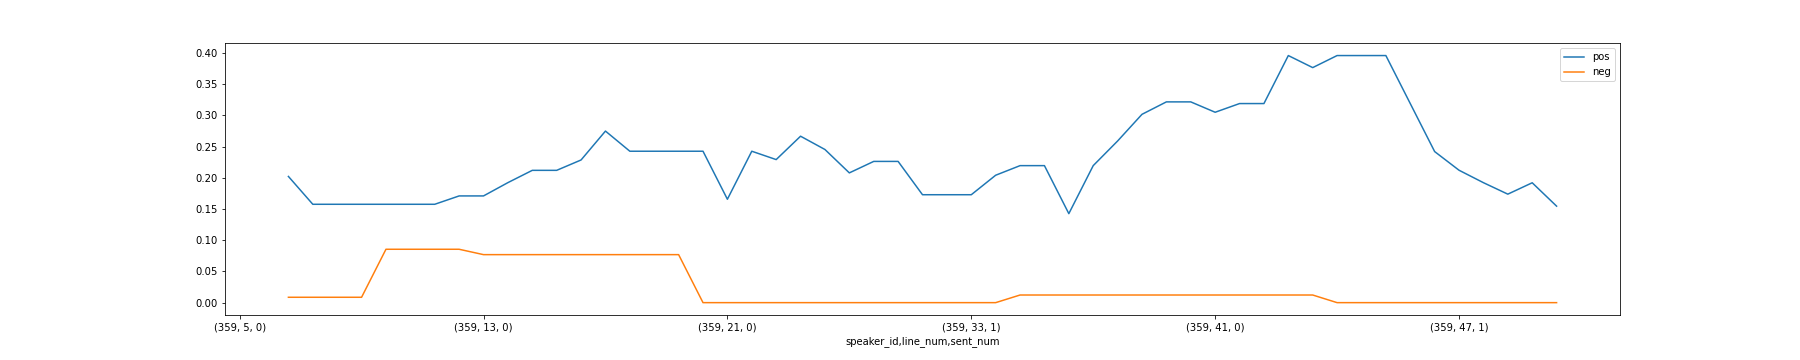 0.40
0.35
0.30
0.25
0.20
0.15
0.10
0.05
0.00
pos
neg
(359, 5, 0) (359, 13, 0) (359, 21, 0) (359, 33, 1) (359, 41, 0) (359, 47, 1)
speaker_id,line_num,sent_num